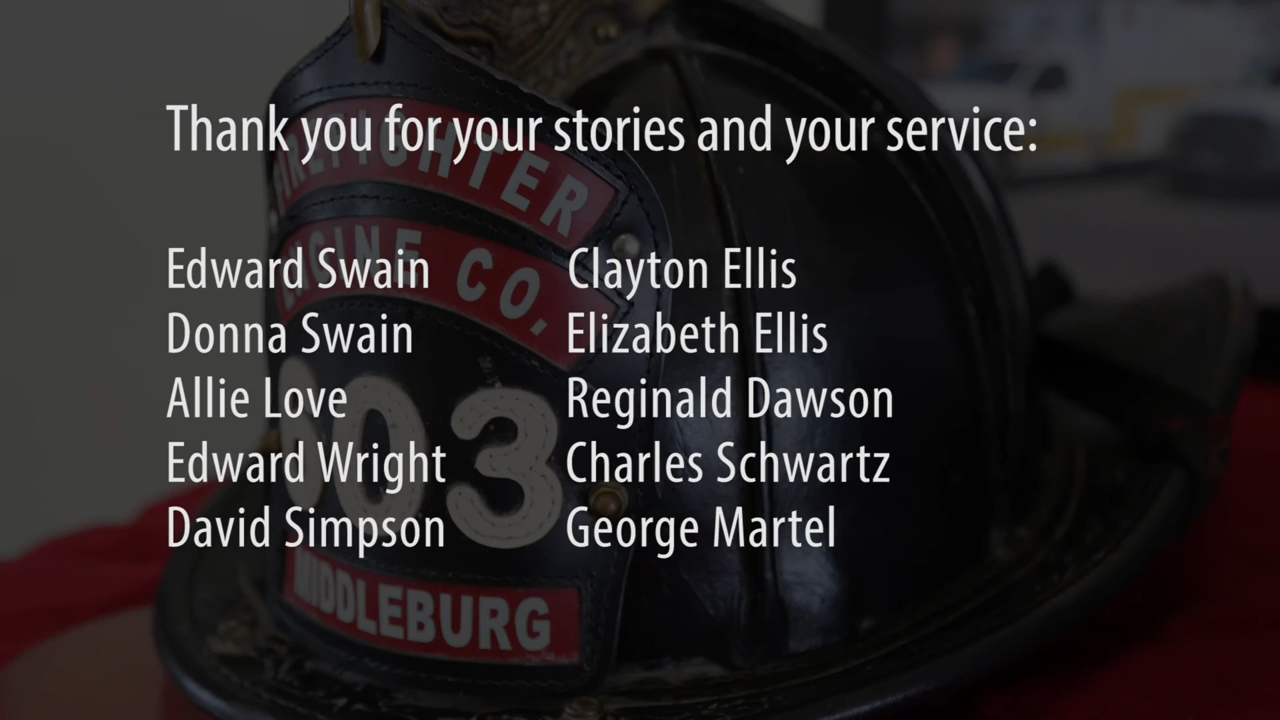 Thank you for your stories and your service:
Edward Swain
Donna Swain
Allie Love
Edward Wright
David Simpson
Clayton Ellis
Elizabeth Ellis
Reginald Dawson
Charles Schwartz
George Martel
FIREFIGHTER
ENGINE CO.
03
MIDDLEBURG